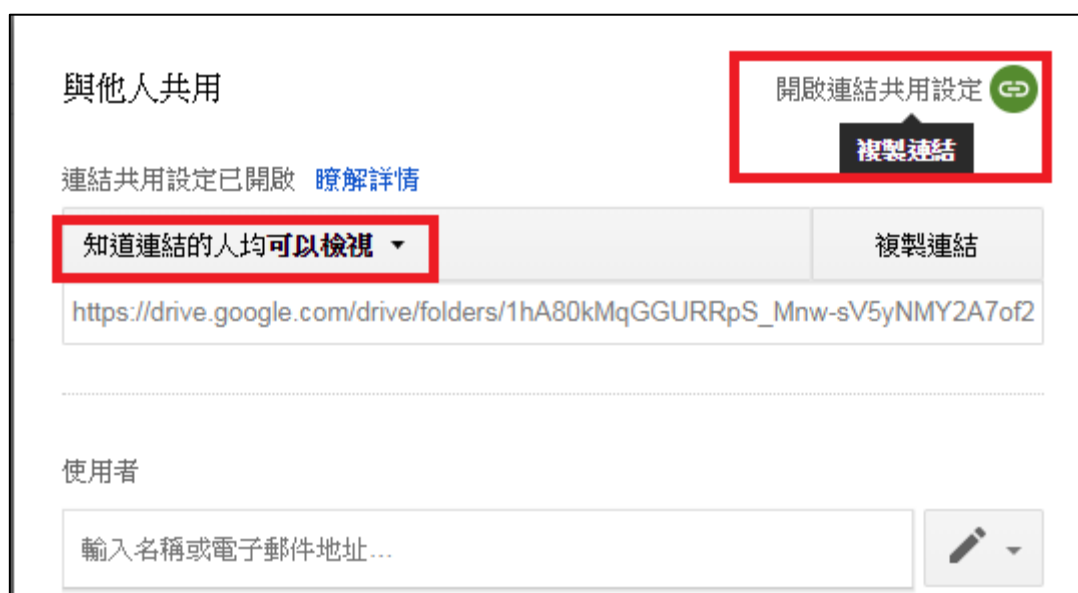 與他人共用
開啟連結共用設定
複製連結
連結共用設定已開啟 瞭解詳情
知道連結的人均可以檢視
複製連結
https://drive.google.com/drive/folders/1hA80kMqGGURRpS_Mnw-sV5yNMY2A7of2
使用者
輸入名稱或電子郵件地址...